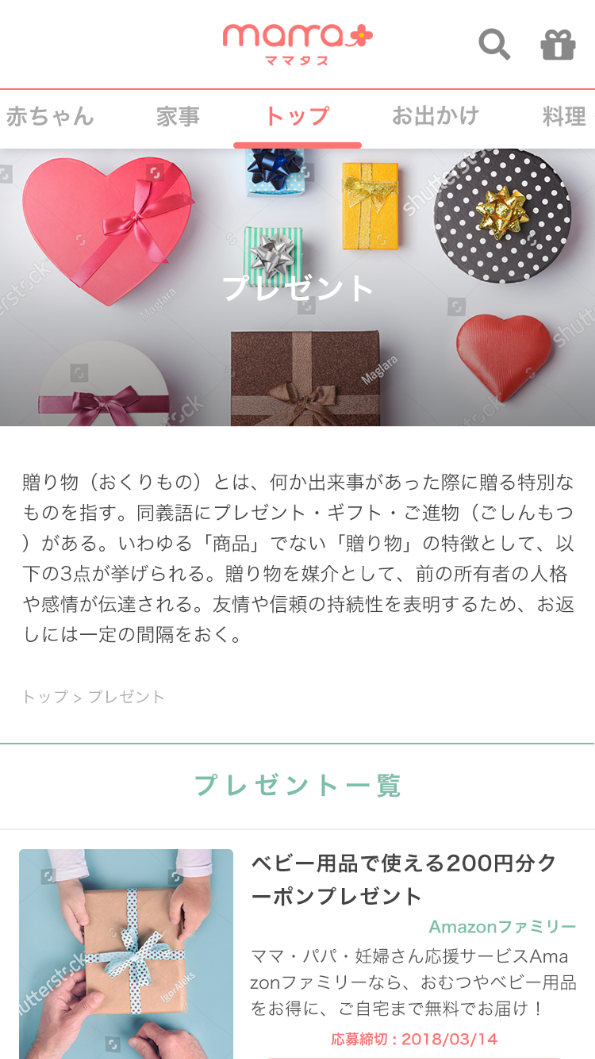 mama
ママタス
赤ちゃん 家事 トップ お出かけ 料理
プレゼント
shutterstock
Maglara
Maglara
贈り物（おくりもの）とは、何か出来事があった際に贈る特別な
ものを指す。同義語にプレゼント・ギフト・ご進物（ごしんもつ
）がある。いわゆる「商品」でない「贈り物」の特徴として、以
下の3点が挙げられる。贈り物を媒介として、前の所有者の人格
や感情が伝達される。友情や信頼の持続性を表明するため、お返
しには一定の間隔をおく。
トップ > プレゼント
プレゼント一覧
ベビー用品で使える200円分ク
ーポンプレゼント
Amazonファミリー
ママ・パパ・妊婦さん応援サービスAma
zonファミリーなら、おむつやベビー用品
をお得に、ご自宅まで無料でお届け！
応募締切：2018/03/14
shutterstock
IgorAleks